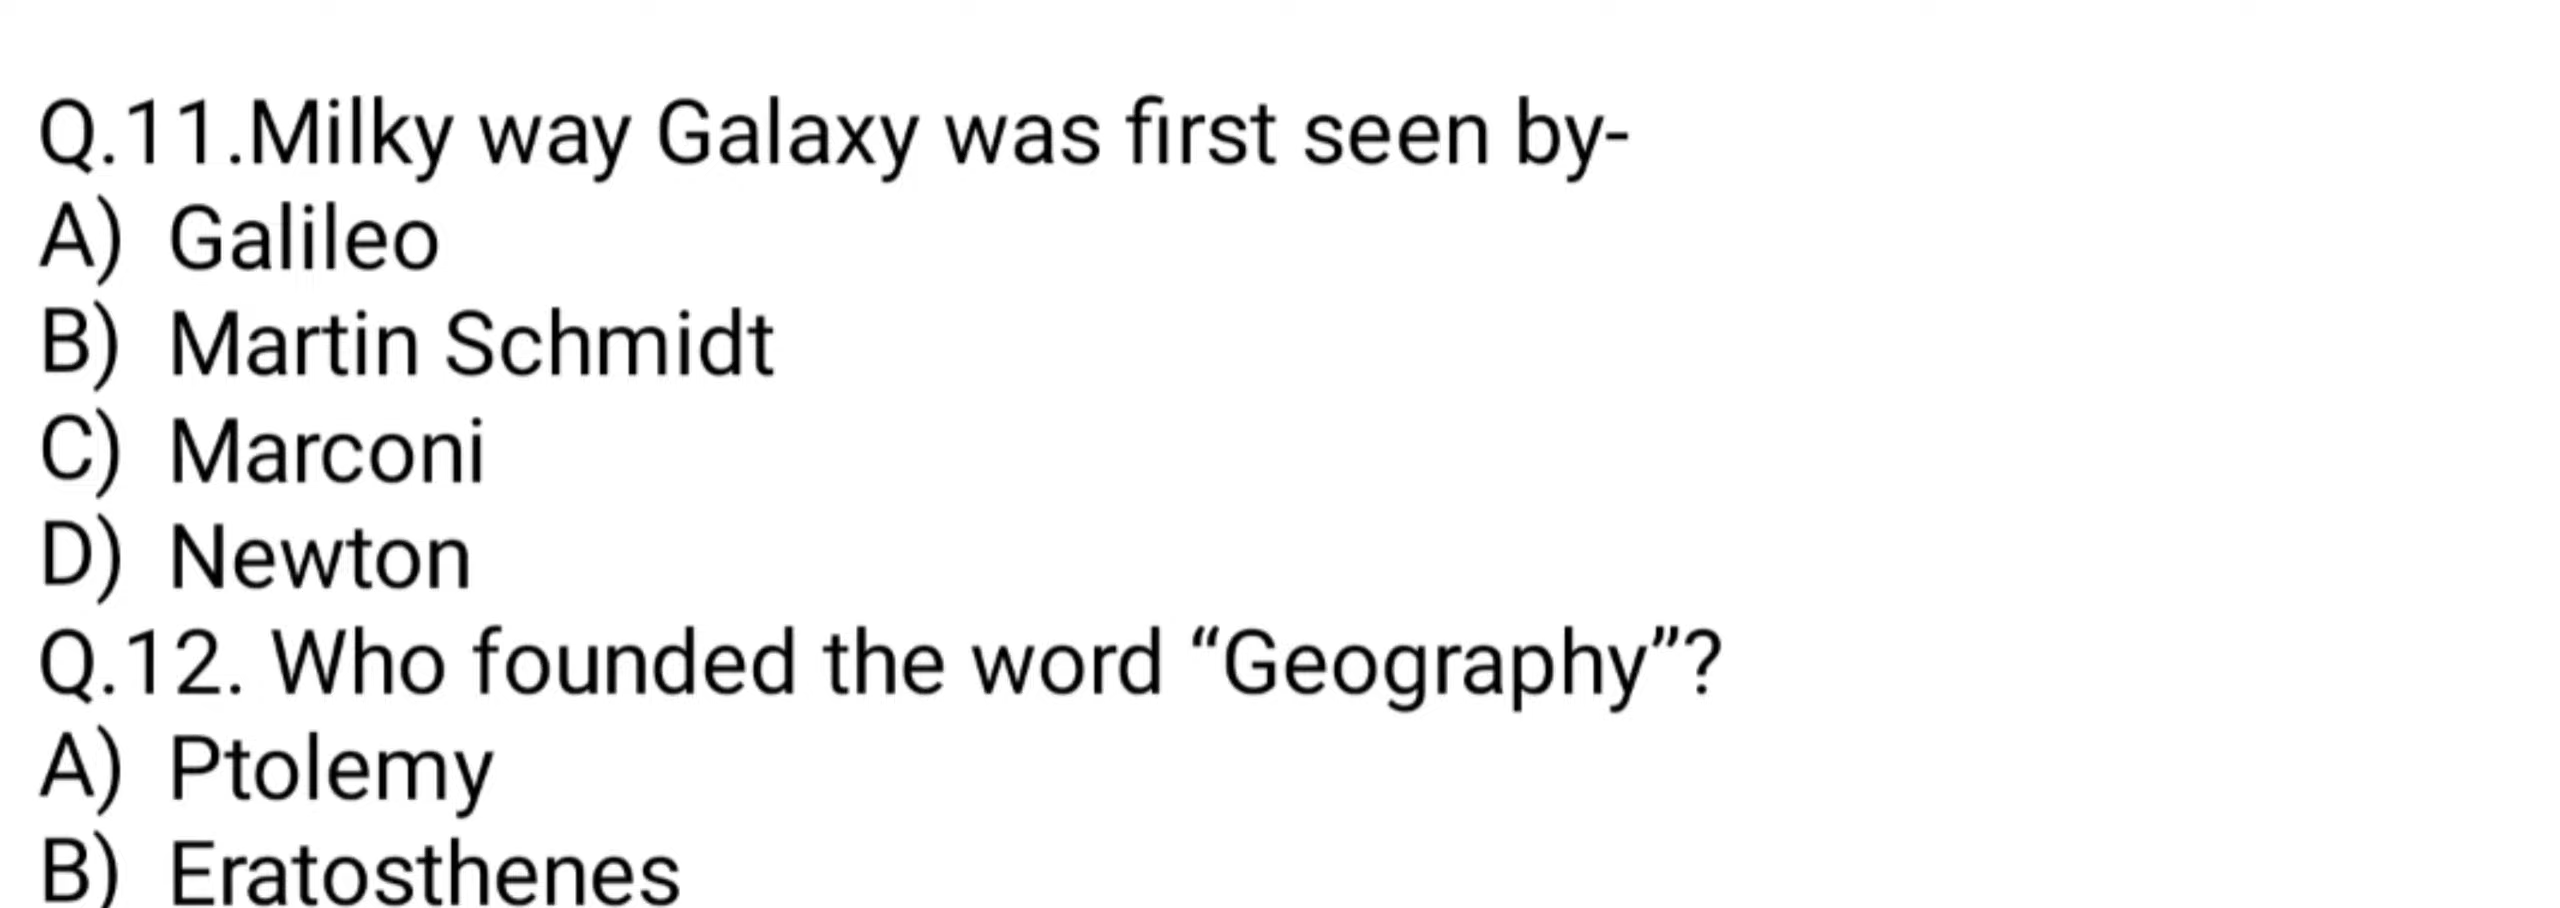 Q.11.Milky way Galaxy was first seen by-
A) Galileo
B) Martin Schmidt
C) Marconi
D) Newton
Q.12. Who founded the word “Geography”?
A) Ptolemy
B) Eratosthenes